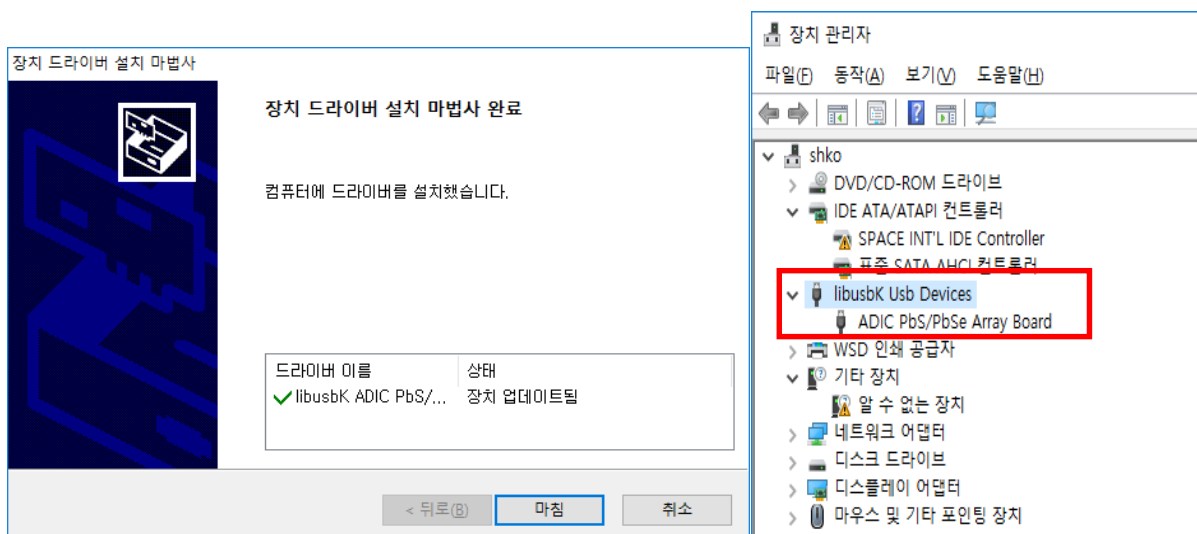 장치 드라이버 설치 마법사
장치 드라이버 설치 마법사 완료
컴퓨터에 드라이버를 설치했습니다.
드라이버 이름 상태
libusbK ADIC PbS/... 장치 업데이트됨
< 뒤로(B) 마침 취소
장치 관리자
파일(F) 동작(A) 보기(V) 도움말(H)
shko
DVD/CD-ROM 드라이브
IDE ATA/ATAPI 컨트롤러
SPACE INT'L IDE Controller
표준 SATA AHCI 컨트롤러
libusbK Usb Devices
ADIC PbS/PbSe Array Board
WSD 인쇄 공급자
기타 장치
알 수 없는 장치
네트워크 어댑터
디스크 드라이브
디스플레이 어댑터
마우스 및 기타 포인팅 장치